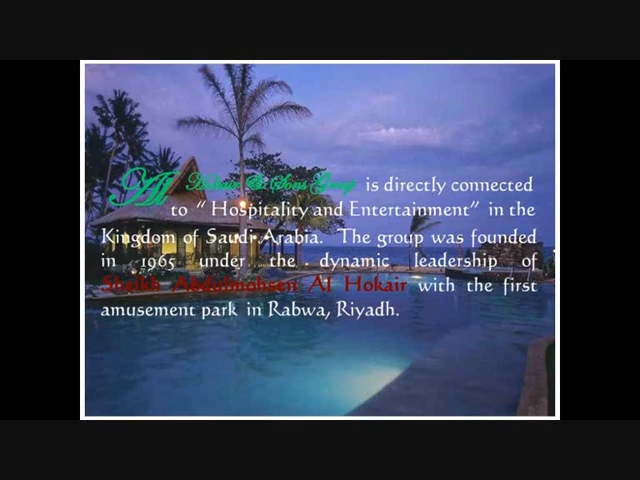 Al Hokair & Sons Group is directly connected
to “ Hospitality and Entertainment” in the
Kingdom of Saudi Arabia. The group was founded
in 1965 under the dynamic leadership of
Sheikh Abdulmohsen Al Hokair with the first
amusement park in Rabwa, Riyadh.